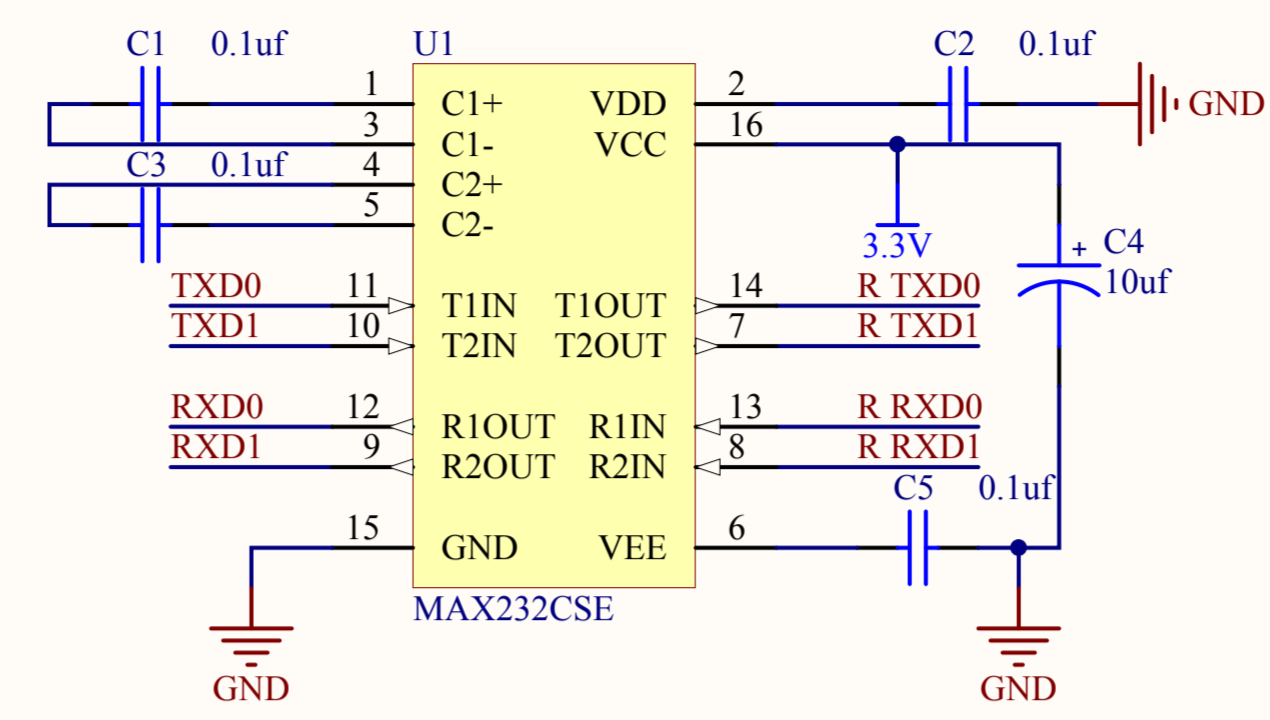 C1 0.1uf
U1
C2 0.1uf
1 C1+ VDD 2 GND
3 C1- VCC 16
C3 0.1uf
4 C2+
5 C2-
3.3V + C4
10uf
TXD0 11 T1IN T1OUT 14 R TXD0
TXD1 10 T2IN T2OUT 7 R TXD1
RXD0 12 R1OUT R1IN 13 R RXD0
RXD1 9 R2OUT R2IN 8 R RXD1
C5 0.1uf
15 GND VEE 6
MAX232CSE
GND
GND